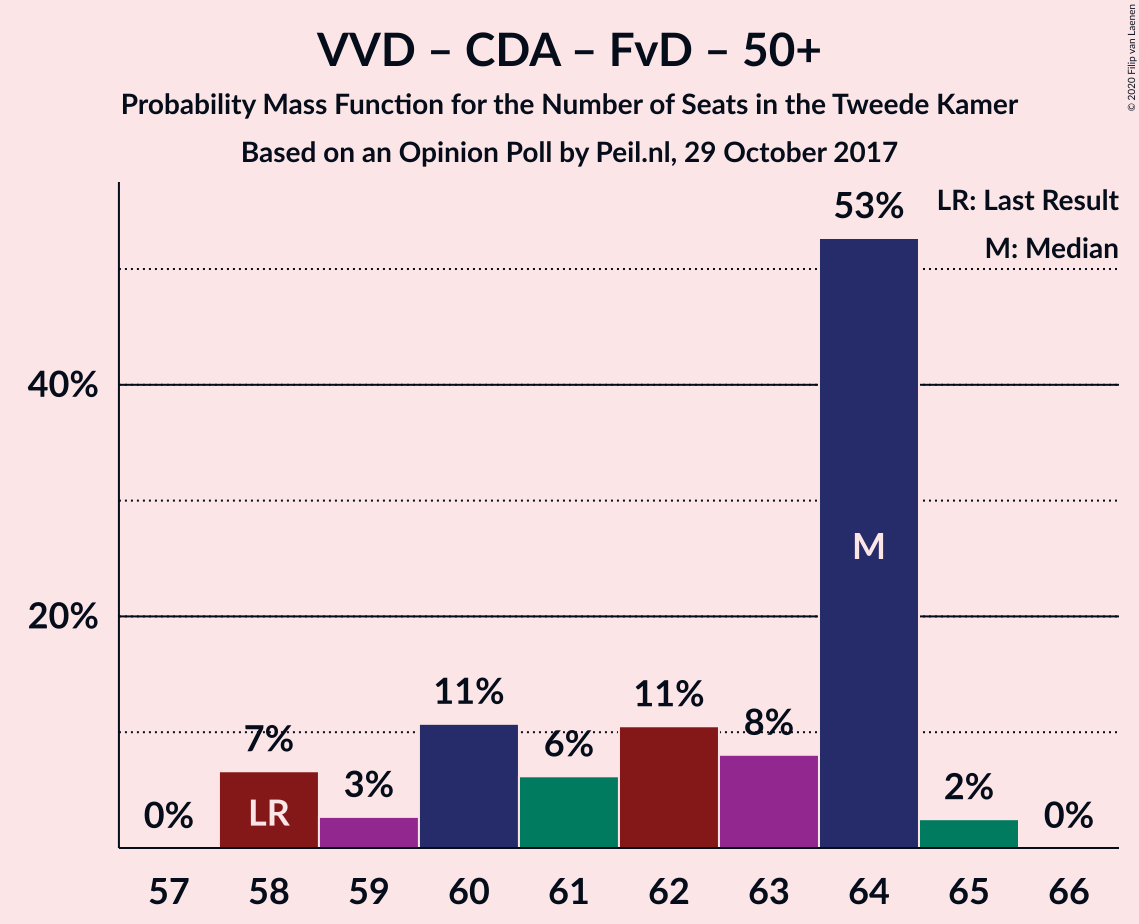 VVD – CDA – FvD – 50+
Probability Mass Function for the Number of Seats in the Tweede Kamer
Based on an Opinion Poll by Peil.nl, 29 October 2017
© 2020 Filip van Laenen
LR: Last Result
M: Median
53%
40%
M
20%
11%
11%
8%
7%
6%
3%
2%
0%
LR
0%
57 58 59 60 61 62 63 64 65 66